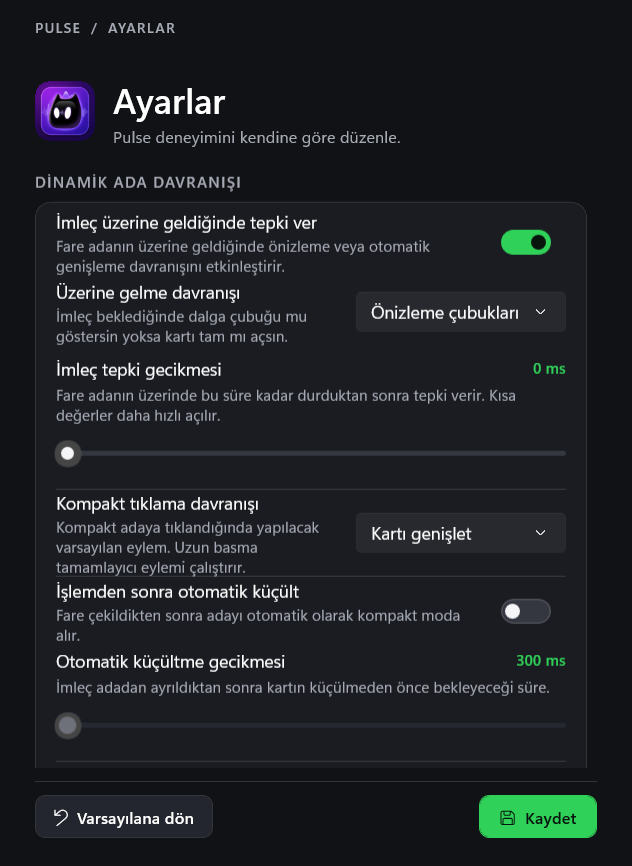 PULSE / AYARLAR
Ayarlar
Pulse deneyimini kendine göre düzenle.
DİNAMİK ADA DAVRANIŞI
İmleç üzerine geldiğinde tepki ver
Fare adanın üzerine geldiğinde önizleme veya otomatik
genişleme davranışını etkinleştirir.
Üzerine gelme davranışı
İmleç beklediğinde dalga çubuğu mu
göstersin yoksa kartı tam mı açsın.
Önizleme çubukları
İmleç tepki gecikmesi
0 ms
Fare adanın üzerinde bu süre kadar durduktan sonra tepki verir. Kısa
değerler daha hızlı açılır.
Kompakt tıklama davranışı
Kompakt adaya tıklandığında yapılacak
varsayılan eylem. Uzun basma
tamamlayıcı eylemi çalıştırır.
Kartı genişlet
İşlemden sonra otomatik küçült
Fare çekildikten sonra adayı otomatik olarak kompakt moda
alır.
Otomatik küçültme gecikmesi
300 ms
İmleç adadan ayrıldıktan sonra kartın küçülmeden önce bekleyeceği süre.
Varsayılana dön
Kaydet